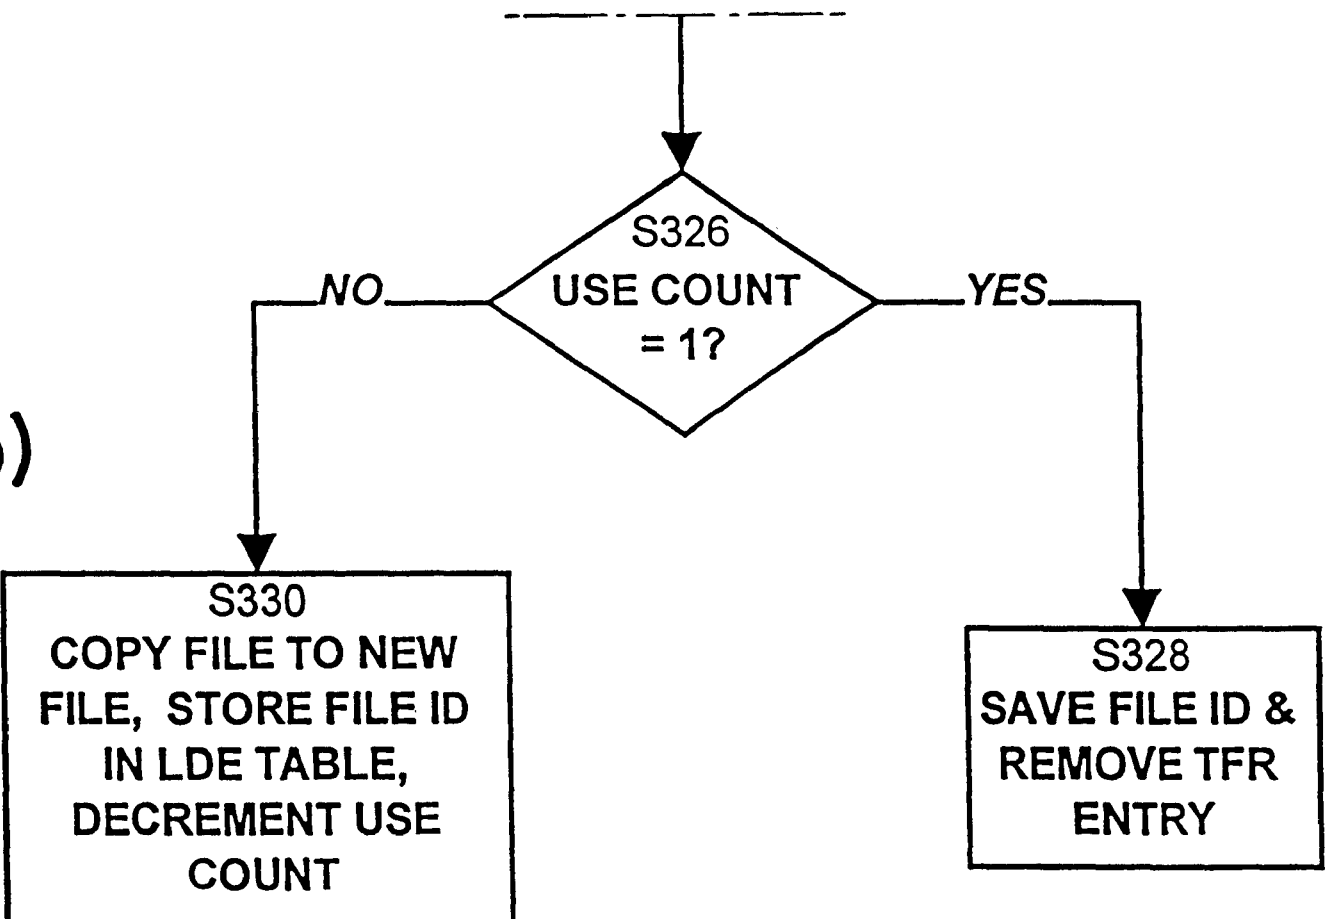 S326
USE COUNT
= 1?
NO
YES
)
S330
COPY FILE TO NEW
FILE, STORE FILE ID
IN LDE TABLE,
DECREMENT USE
COUNT
S328
SAVE FILE ID &
REMOVE TFR
ENTRY